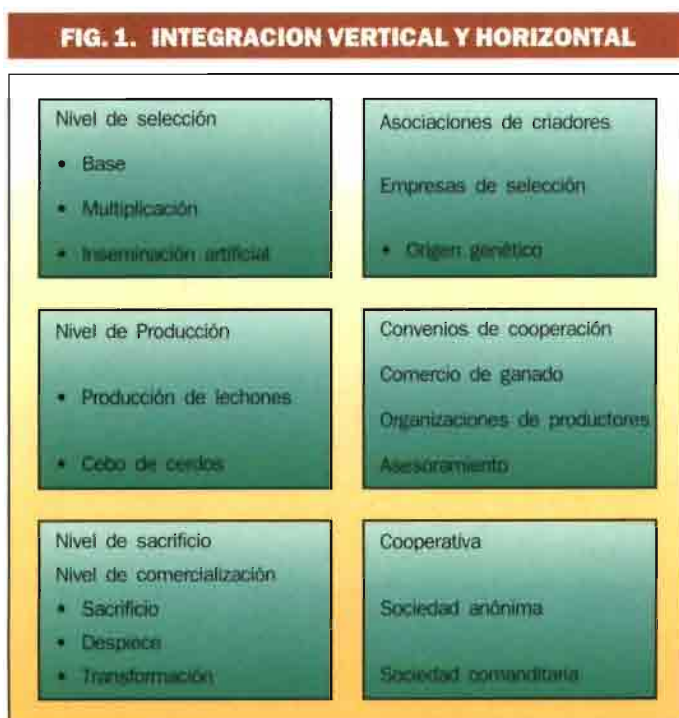 FIG. 1. INTEGRACION VERTICAL Y HORIZONTAL
Nivel de selección
• Base
• Multiplicación
• Inseminación artificial
Asociaciones de criadores
Empresas de selección
• Origen genético
Nivel de Producción
• Producción de lechones
• Cebo de cerdos
Convenios de cooperación
Comercio de ganado
Organizaciones de productores
Asesoramiento
Nivel de sacrificio
Nivel de comercialización
• Sacrificio
• Despiece
• Transformación
Cooperativa
Sociedad anónima
Sociedad comanditaria